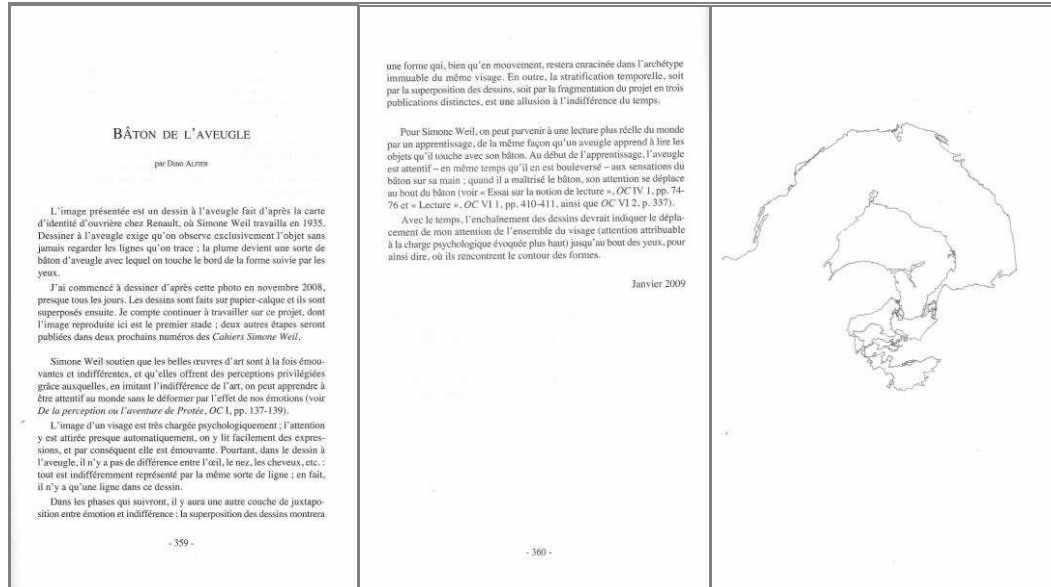 BÂTON DE L'AVEUGLE
par Dino ALFIER
L'image présentée est un dessin à l'aveugle fait d'après la carte
d'identité d'ouvrière chez Renault, où Simone Weil travailla en 1935.
Dessiner à l'aveugle exige qu'on observe exclusivement l'objet sans
jamais regarder les lignes qu'on trace ; la plume devient une sorte de
bâton d'aveugle avec lequel on touche le bord de la forme suivie par les
yeux.
J'ai commencé à dessiner d'après cette photo en novembre 2008,
presque tous les jours. Les dessins sont faits sur papier-calque et ils sont
superposés ensuite. Je compte continuer à travailler sur ce projet, dont
l'image reproduite ici est le premier stade ; deux autres étapes seront
publiées dans deux prochains numéros des Cahiers Simone Weil.
Simone Weil soutien que les belles œuvres d'art sont à la fois émou-
vantes et indifférentes, et qu'elles offrent des perceptions privilégiées
grâce auxquelles, en imitant l'indifférence de l'art, on peut apprendre à
être attentif au monde sans le déformer par l'effet de nos émotions (voir
De la perception ou l'aventure de Protée, OC I, pp. 137-139).
L'image d'un visage est très chargée psychologiquement ; l'attention
y est attirée presque automatiquement, on y lit facilement des expres-
sions, et par conséquent elle est émouvante. Pourtant, dans le dessin à
l'aveugle, il n'y a pas de différence entre l'œil, le nez, les cheveux, etc. :
tout est indifféremment représenté par la même sorte de ligne ; en fait,
il n'y a qu'une ligne dans ce dessin.
Dans les phases qui suivront, il y aura une autre couche de juxtapo-
sition entre émotion et indifférence : la superposition des dessins montrera
- 359 -
une forme qui, bien qu'en mouvement, restera enracinée dans l'archétype
immuable du même visage. En outre, la stratification temporelle, soit
par la superposition des dessins, soit par la fragmentation du projet en trois
publications distinctes, est une allusion à l'indifférence du temps.
Pour Simone Weil, on peut parvenir à une lecture plus réelle du monde
par un apprentissage, de la même façon qu'un aveugle apprend à lire les
objets qu'il touche avec son bâton. Au début de l'apprentissage, l'aveugle
est attentif – en même temps qu'il en est bouleversé – aux sensations du
bâton sur sa main ; quand il a maîtrisé le bâton, son attention se déplace
au bout du bâton (voir « Essai sur la notion de lecture », OC IV 1, pp. 74-
76 et « Lecture », OC VI 1, pp. 410-411, ainsi que OC VI 2, p. 337).
Avec le temps, l'enchaînement des dessins devrait indiquer le dépla-
cement de mon attention de l'ensemble du visage (attention attribuable
à la charge psychologique évoquée plus haut) jusqu'au bout des yeux, pour
ainsi dire, où ils rencontrent le contour des formes.
Janvier 2009
- 360 -